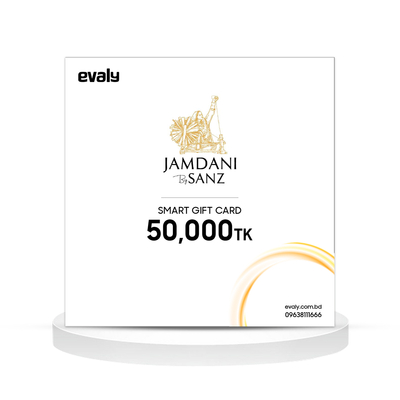 evaly
JAMDANI
By SANZ
SMART GIFT CARD
50,000TK
evaly.com.bd
09638111666